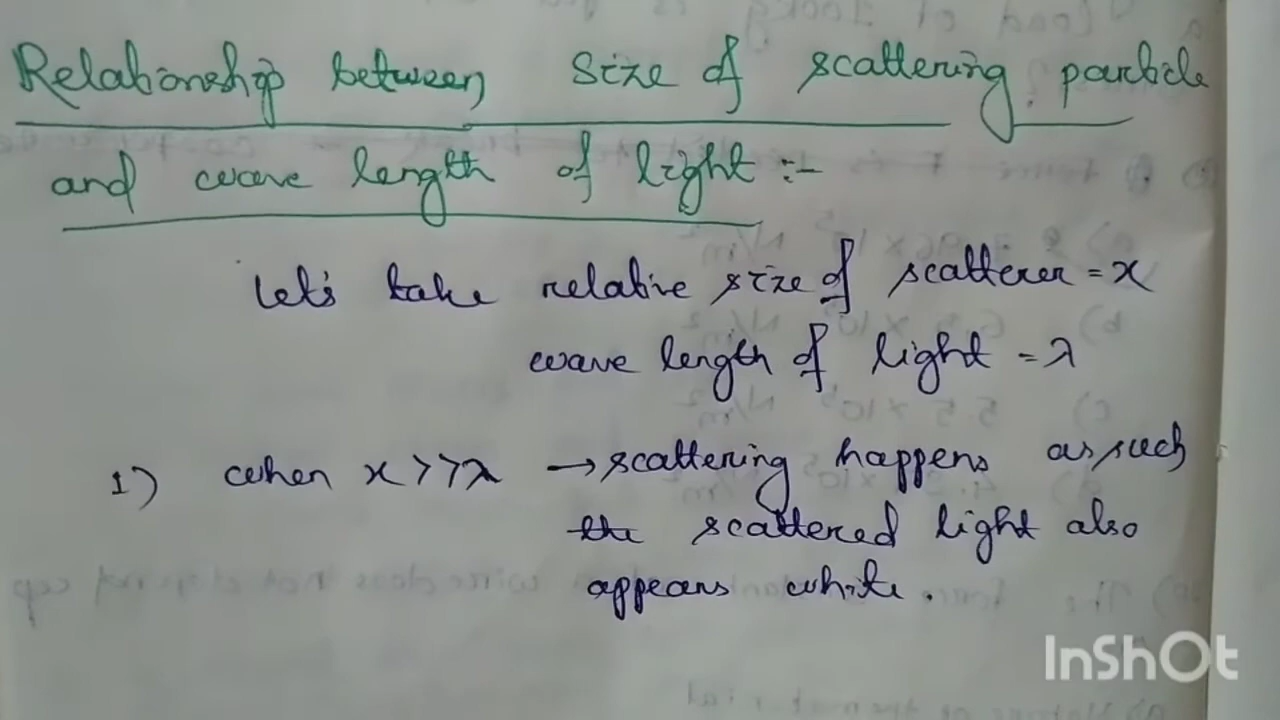 Relationship between size of scattering particle
and wave length of light :-
Let's take relative size of scatterer = x
wave length of light = λ
1) when x >> λ → scattering happens as such
the scattered light also
appears white.
InShOt